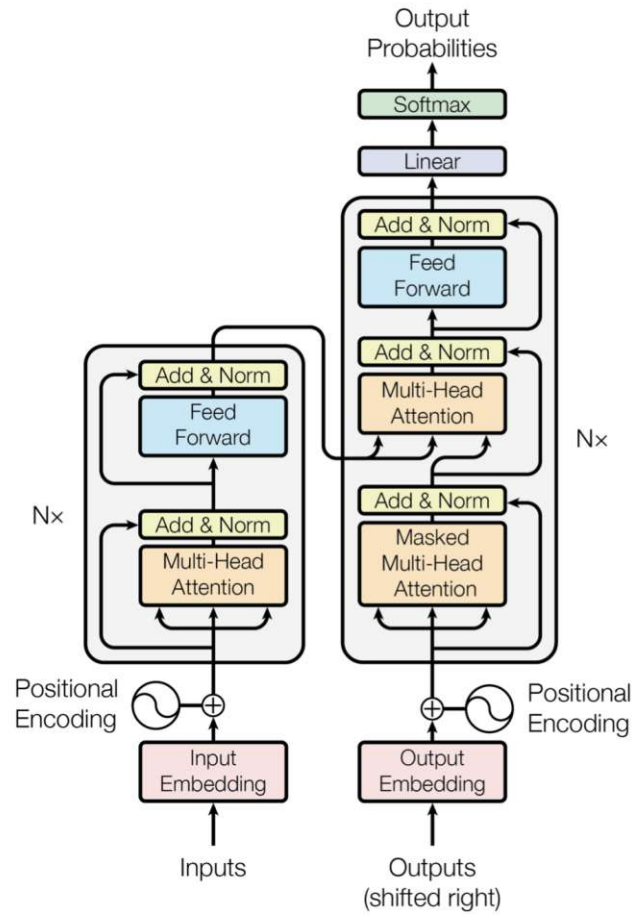 Output
Probabilities
Softmax
Linear
Add & Norm
Feed
Forward
Add & Norm
Multi-Head
Attention
Add & Norm
Masked
Multi-Head
Attention
N×
Add & Norm
Feed
Forward
Add & Norm
Multi-Head
Attention
N×
Positional
Encoding
Positional
Encoding
Input
Embedding
Output
Embedding
Inputs
Outputs
(shifted right)